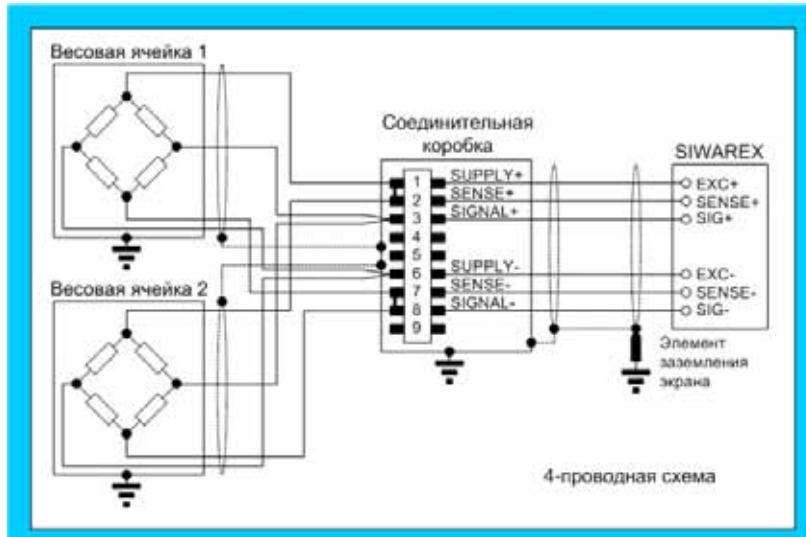 Весовая ячейка 1
Соединительная
коробка
SIWAREX
1
2
3
4
5
6
7
8
9
SUPPLY+
SENSE+
SIGNAL+
SUPPLY-
SENSE-
SIGNAL-
EXC+
SENSE+
SIG+
EXC-
SENSE-
SIG-
Весовая ячейка 2
Элемент
заземления
экрана
4-проводная схема